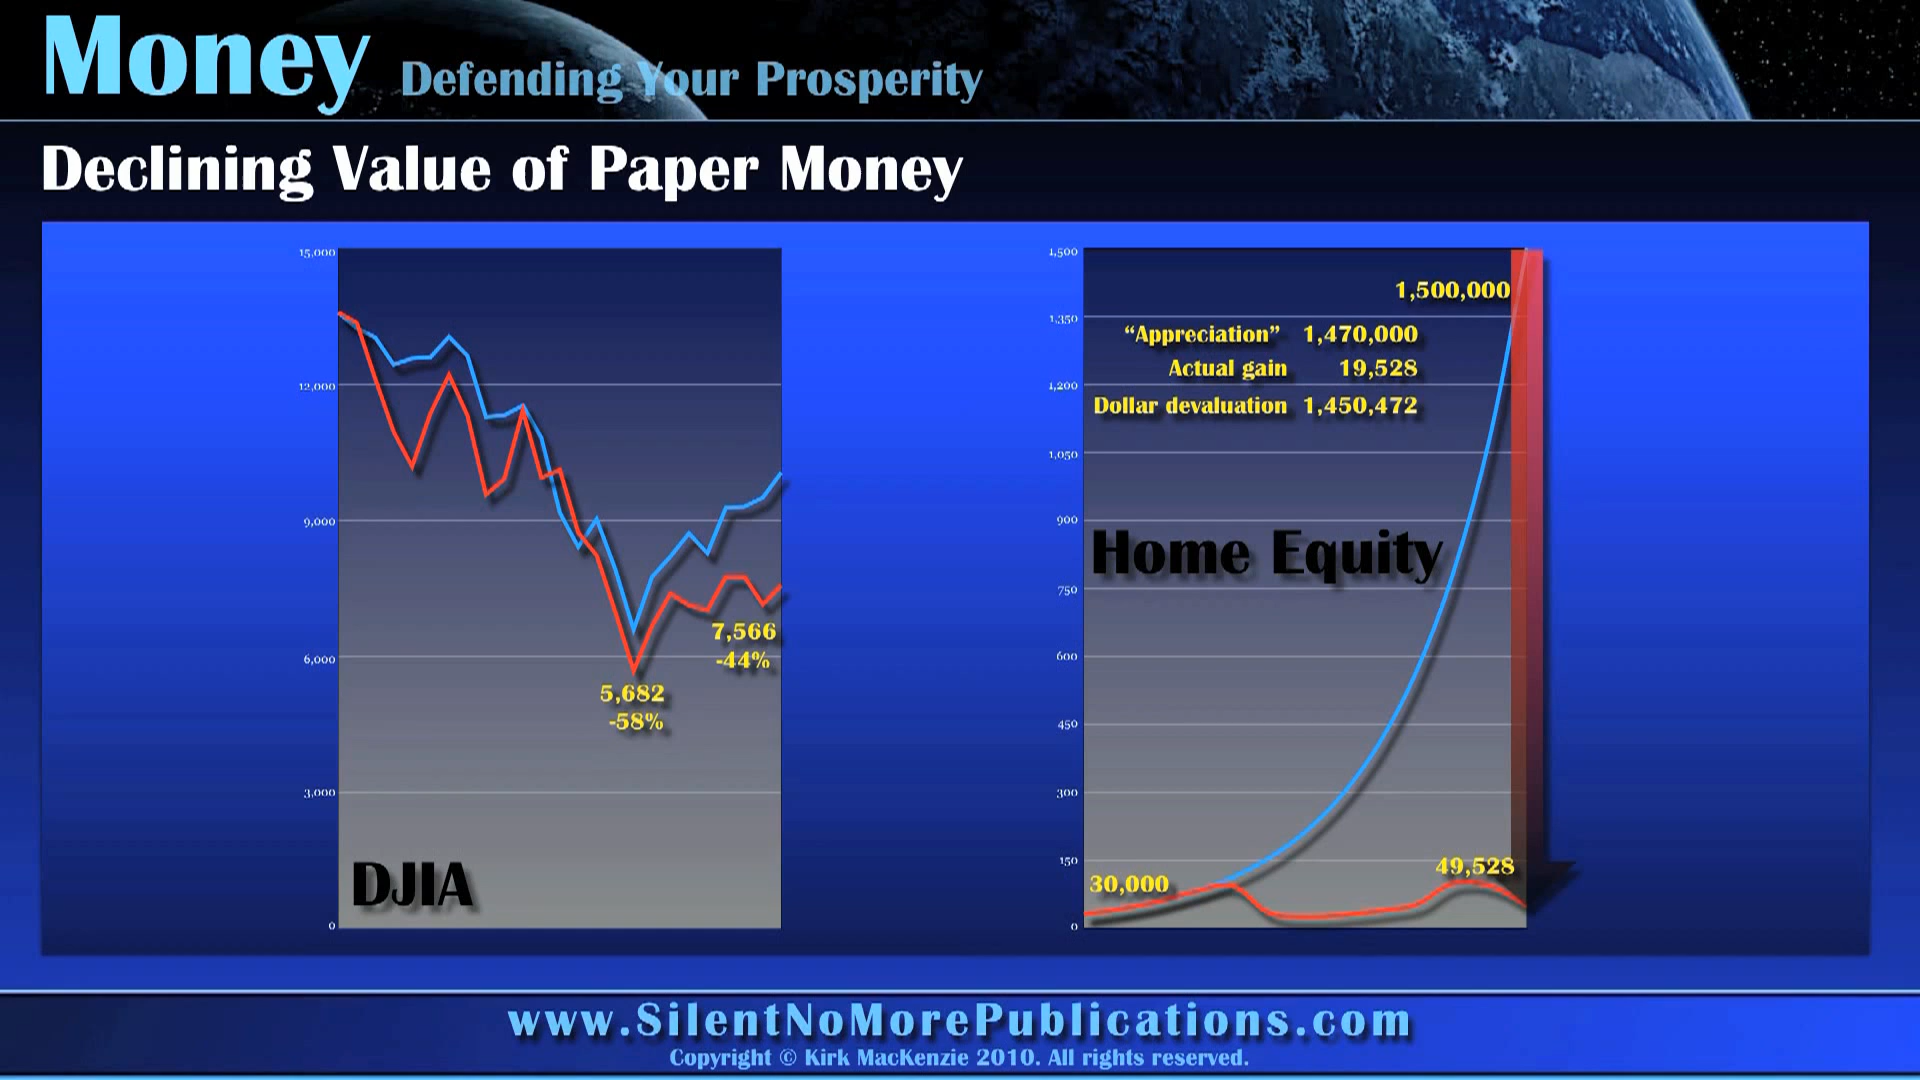 Money Defending Your Prosperity
Declining Value of Paper Money
15,000
12,000
9,000
6,000
3,000
0
7,566
-44%
5,682
-58%
DJIA
1,500
1,350
1,200
1,050
900
750
600
450
300
150
0
1,500,000
“Appreciation” 1,470,000
Actual gain 19,528
Dollar devaluation 1,450,472
Home Equity
30,000
49,528
www.SilentNoMorePublications.com
Copyright © Kirk MacKenzie 2010. All rights reserved.